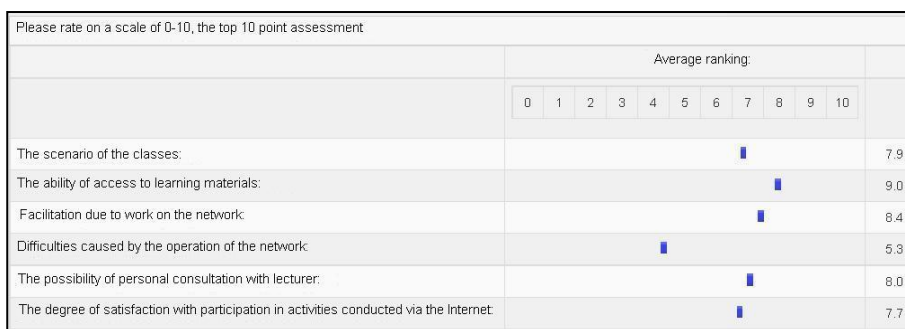 Please rate on a scale of 0-10, the top 10 point assessment
Average ranking:
0 1 2 3 4 5 6 7 8 9 10
The scenario of the classes: 7.9
The ability of access to learning materials: 9.0
Facilitation due to work on the network: 8.4
Difficulties caused by the operation of the network: 5.3
The possibility of personal consultation with lecturer: 8.0
The degree of satisfaction with participation in activities conducted via the Internet: 7.7